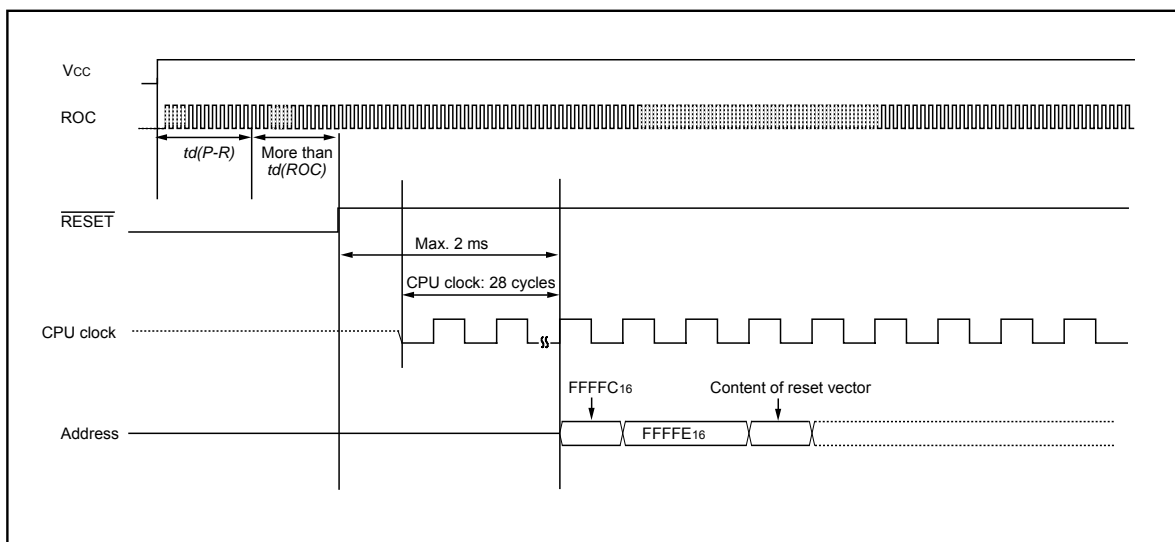 VCC
ROC
td(P-R)
More than
td(ROC)
RESET
Max. 2 ms
CPU clock: 28 cycles
CPU clock
FFFFC16
Content of reset vector
Address
FFFFE16